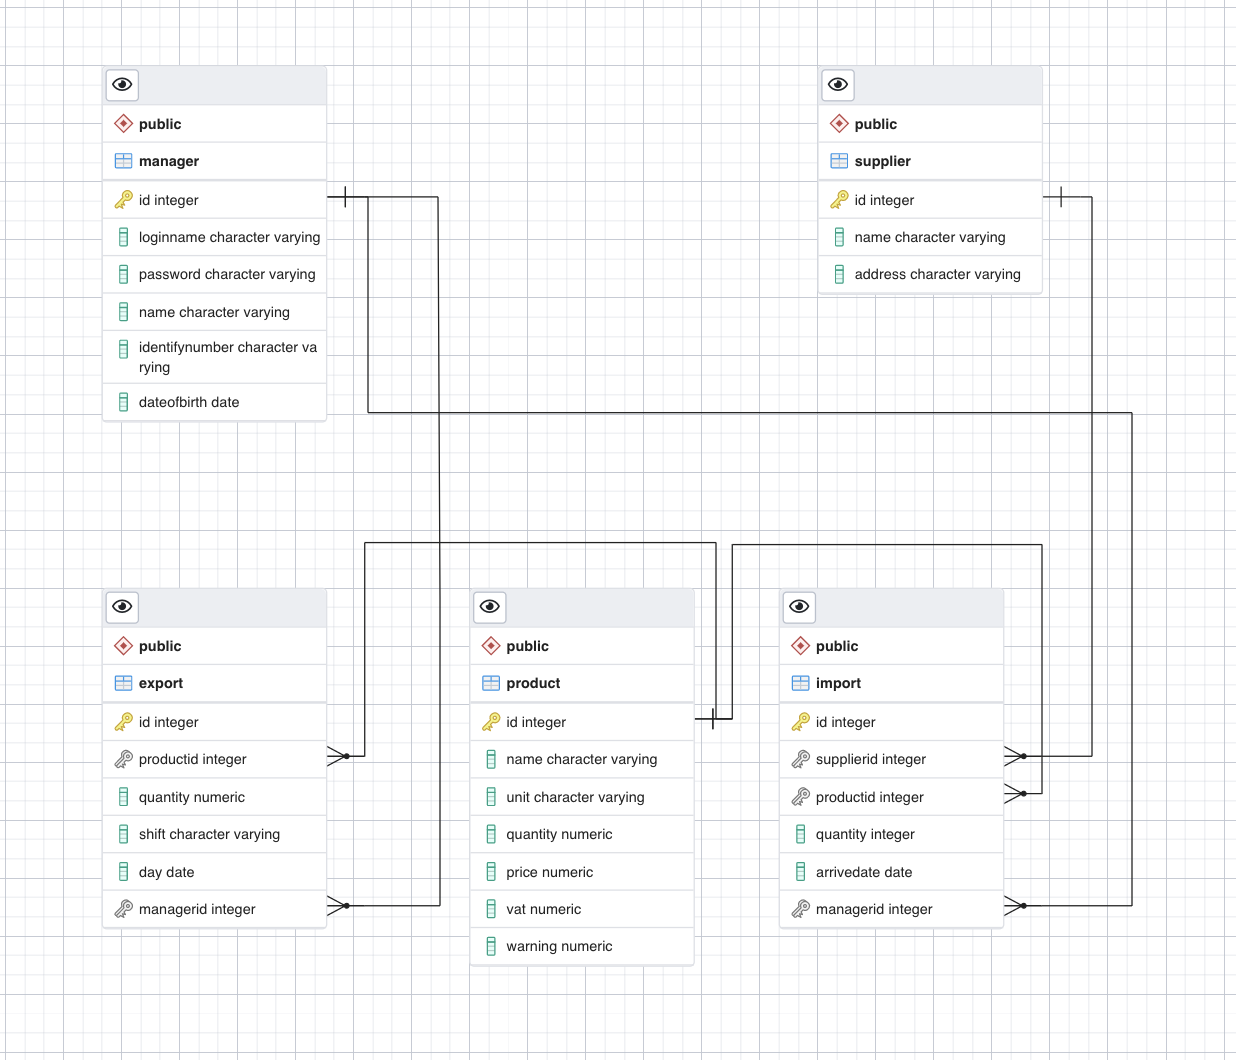 public
manager
id integer
loginname character varying
password character varying
name character varying
identifynumber character va
rying
dateofbirth date
public
supplier
id integer
name character varying
address character varying
public
export
id integer
productid integer
quantity numeric
shift character varying
day date
managerid integer
public
product
id integer
name character varying
unit character varying
quantity numeric
price numeric
vat numeric
warning numeric
public
import
id integer
supplierid integer
productid integer
quantity integer
arrivedate date
managerid integer